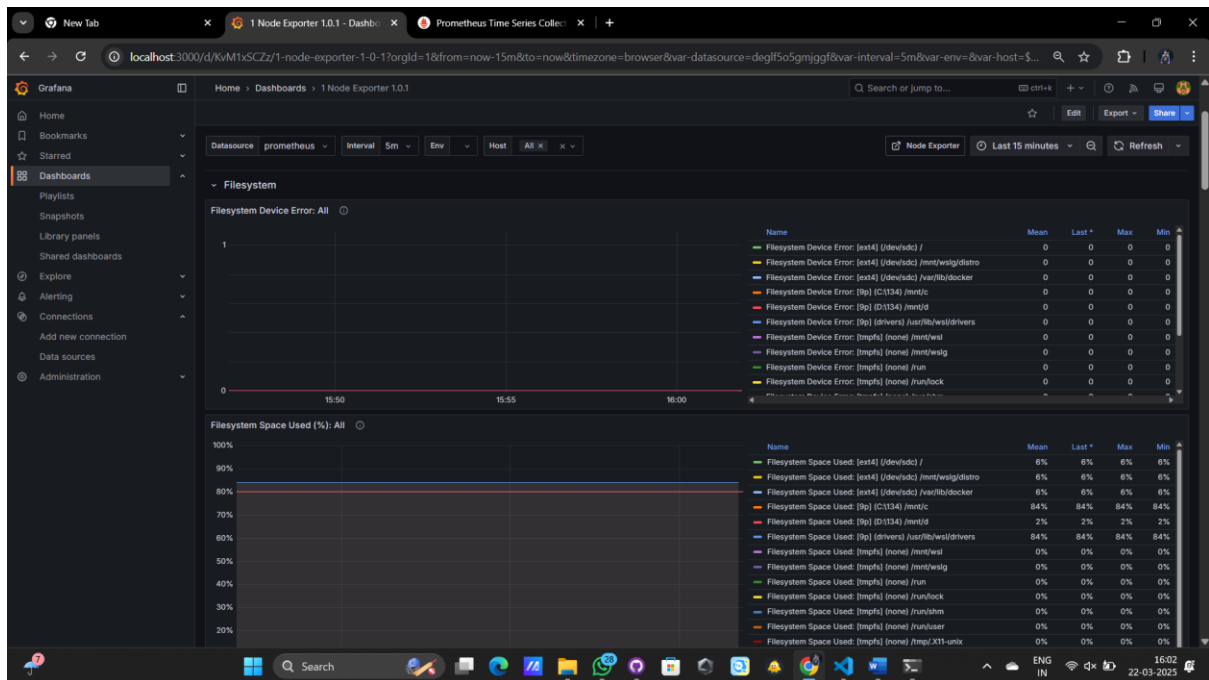 New Tab
1 Node Exporter 1.0.1 - Dashbo
Prometheus Time Series Collect
localhost:3000/d/KvM1xSCZz/1-node-exporter-1-0-1?orgId=1&from=now-15m&to=now&timezone=browser&var-datasource=deglf5o5gmjggf&var-interval=5m&var-env=&var-host=$...
Grafana
Home › Dashboards › 1 Node Exporter 1.0.1
Search or jump to...
ctrl+k
Home
Bookmarks
Starred
Dashboards
Playlists
Snapshots
Library panels
Shared dashboards
Explore
Alerting
Connections
Add new connection
Data sources
Administration
Edit
Export
Share
Datasource prometheus
Interval 5m
Env
Host All
Node Exporter
Last 15 minutes
Refresh
Filesystem
Filesystem Device Error: All
1
0
15:50 15:55 16:00
Name Mean Last * Max Min
Filesystem Device Error: [ext4] (/dev/sdc) / 0 0 0 0
Filesystem Device Error: [ext4] (/dev/sdc) /mnt/wslg/distro 0 0 0 0
Filesystem Device Error: [ext4] (/dev/sdc) /var/lib/docker 0 0 0 0
Filesystem Device Error: [9p] (C:\134) /mnt/c 0 0 0 0
Filesystem Device Error: [9p] (D:\134) /mnt/d 0 0 0 0
Filesystem Device Error: [9p] (drivers) /usr/lib/wsl/drivers 0 0 0 0
Filesystem Device Error: [tmpfs] (none) /mnt/wsl 0 0 0 0
Filesystem Device Error: [tmpfs] (none) /mnt/wslg 0 0 0 0
Filesystem Device Error: [tmpfs] (none) /run 0 0 0 0
Filesystem Device Error: [tmpfs] (none) /run/lock 0 0 0 0
Filesystem Space Used (%): All
100%
90%
80%
70%
60%
50%
40%
30%
20%
Name Mean Last * Max Min
Filesystem Space Used: [ext4] (/dev/sdc) / 6% 6% 6% 6%
Filesystem Space Used: [ext4] (/dev/sdc) /mnt/wslg/distro 6% 6% 6% 6%
Filesystem Space Used: [ext4] (/dev/sdc) /var/lib/docker 6% 6% 6% 6%
Filesystem Space Used: [9p] (C:\134) /mnt/c 84% 84% 84% 84%
Filesystem Space Used: [9p] (D:\134) /mnt/d 2% 2% 2% 2%
Filesystem Space Used: [9p] (drivers) /usr/lib/wsl/drivers 84% 84% 84% 84%
Filesystem Space Used: [tmpfs] (none) /mnt/wsl 0% 0% 0% 0%
Filesystem Space Used: [tmpfs] (none) /mnt/wslg 0% 0% 0% 0%
Filesystem Space Used: [tmpfs] (none) /run 0% 0% 0% 0%
Filesystem Space Used: [tmpfs] (none) /run/lock 0% 0% 0% 0%
Filesystem Space Used: [tmpfs] (none) /run/shm 0% 0% 0% 0%
Filesystem Space Used: [tmpfs] (none) /run/user 0% 0% 0% 0%
Filesystem Space Used: [tmpfs] (none) /tmp/.X11-unix 0% 0% 0% 0%
7
Search
28
ENG
IN
16:02
22-03-2025